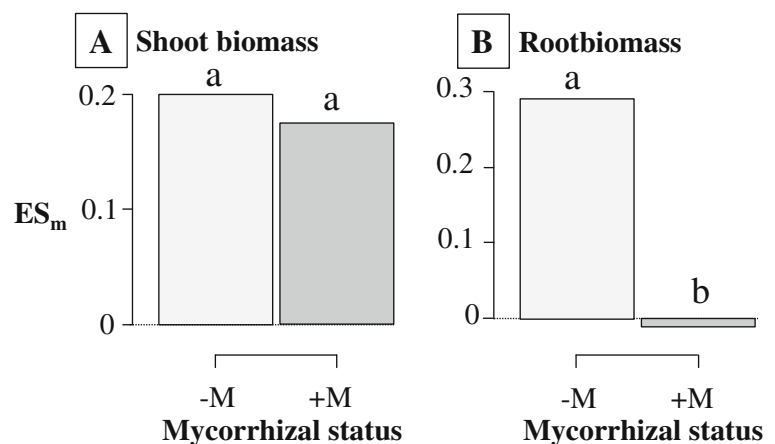 A Shoot biomass
a
a
0.2
0.1
0
ES_m
-M +M
Mycorrhizal status
B Rootbiomass
a
b
0.3
0.2
0.1
0
-M +M
Mycorrhizal status